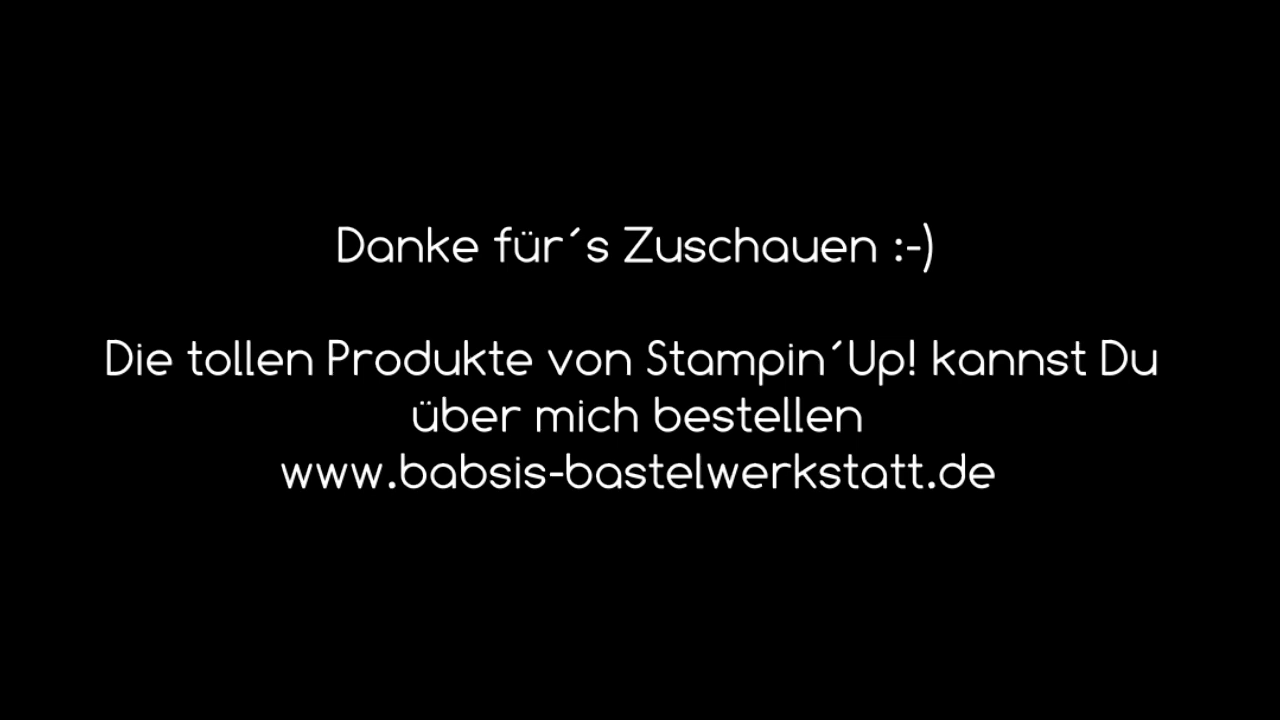 Danke für´s Zuschauen :-)
Die tollen Produkte von Stampin´Up! kannst Du
über mich bestellen
www.babsis-bastelwerkstatt.de